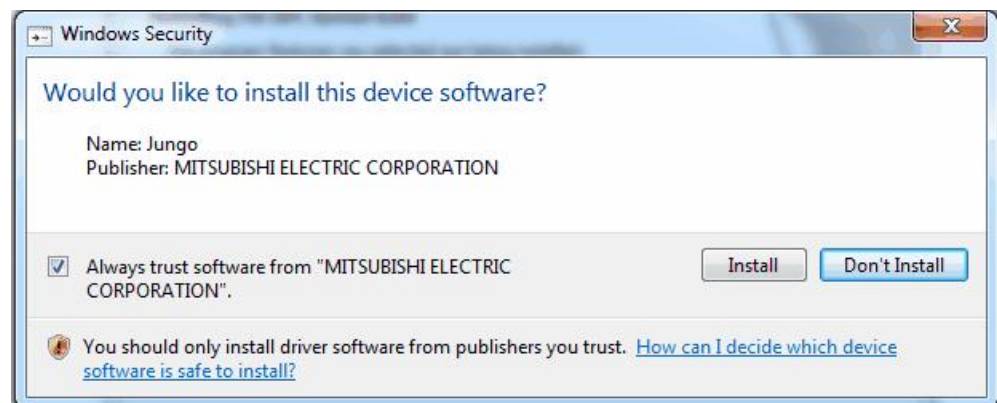 Windows Security
Would you like to install this device software?
Name: Jungo
Publisher: MITSUBISHI ELECTRIC CORPORATION
Always trust software from "MITSUBISHI ELECTRIC
CORPORATION".
Install
Don't Install
You should only install driver software from publishers you trust. How can I decide which device
software is safe to install?